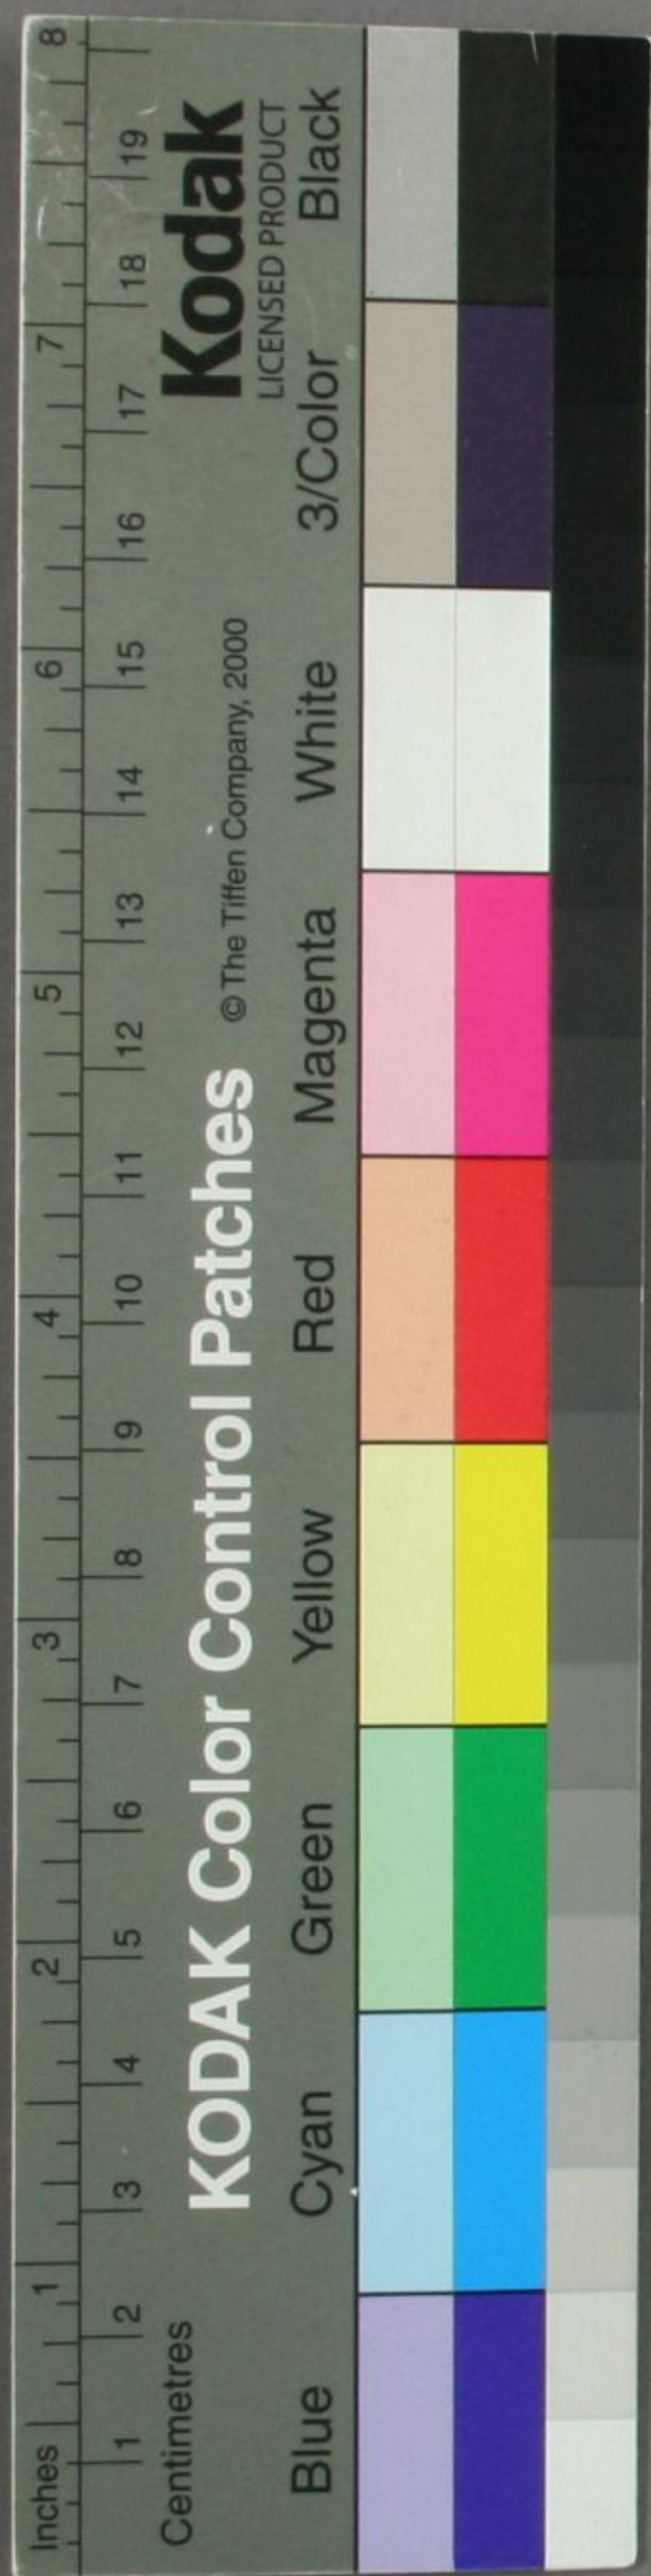 Inches 1 2 3 4 5 6 7 8
1 2 3 4 5 6 7 8 9 10 11 12 13 14 15 16 17 18 19
Centimetres
KODAK Color Control Patches © The Tiffen Company, 2000
Kodak
LICENSED PRODUCT
Blue Cyan Green Yellow Red Magenta White 3/Color Black